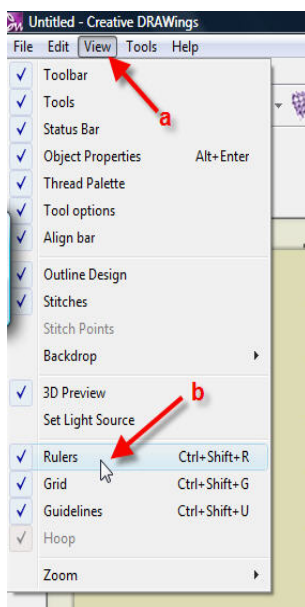 Untitled - Creative DRAWings
File Edit View Tools Help
a
Toolbar
Tools
Status Bar
Object Properties Alt+Enter
Thread Palette
Tool options
Align bar
Outline Design
Stitches
Stitch Points
Backdrop
3D Preview
b
Set Light Source
Rulers Ctrl+Shift+R
Grid Ctrl+Shift+G
Guidelines Ctrl+Shift+U
Hoop
Zoom